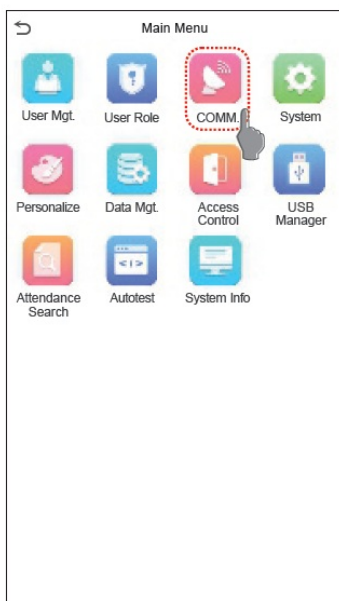 Main Menu
User Mgt.
User Role
COMM.
System
Personalize
Data Mgt.
Access
Control
USB
Manager
Attendance
Search
Autotest
System Info